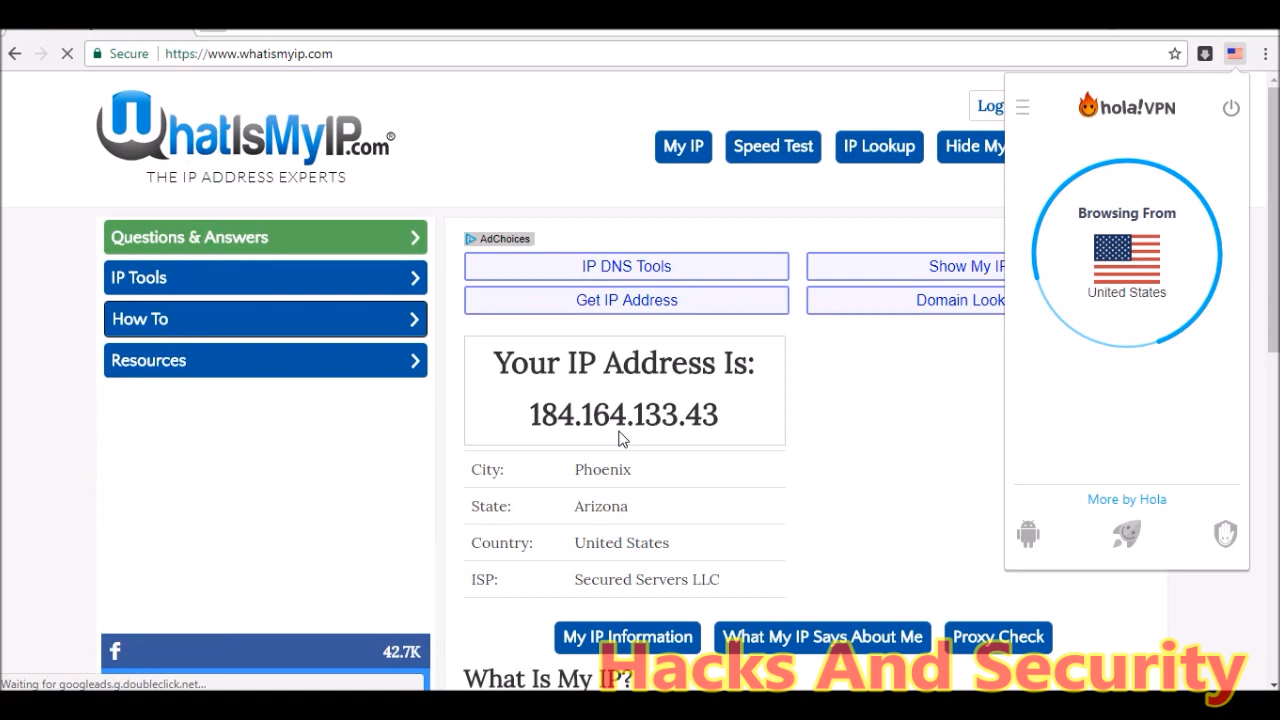 Secure https://www.whatismyip.com
WhatIsMyIP.com®
THE IP ADDRESS EXPERTS
Log
My IP
Speed Test
IP Lookup
Hide My
hola!VPN
Browsing From
United States
More by Hola
Questions & Answers
IP Tools
How To
Resources
AdChoices
IP DNS Tools
Show My IP
Get IP Address
Domain Look
Your IP Address Is:
184.164.133.43
City: Phoenix
State: Arizona
Country: United States
ISP: Secured Servers LLC
My IP Information
What My IP Says About Me
Proxy Check
What Is My IP?
f 42.7K
Waiting for googleads.g.doubleclick.net...
Hacks And Security